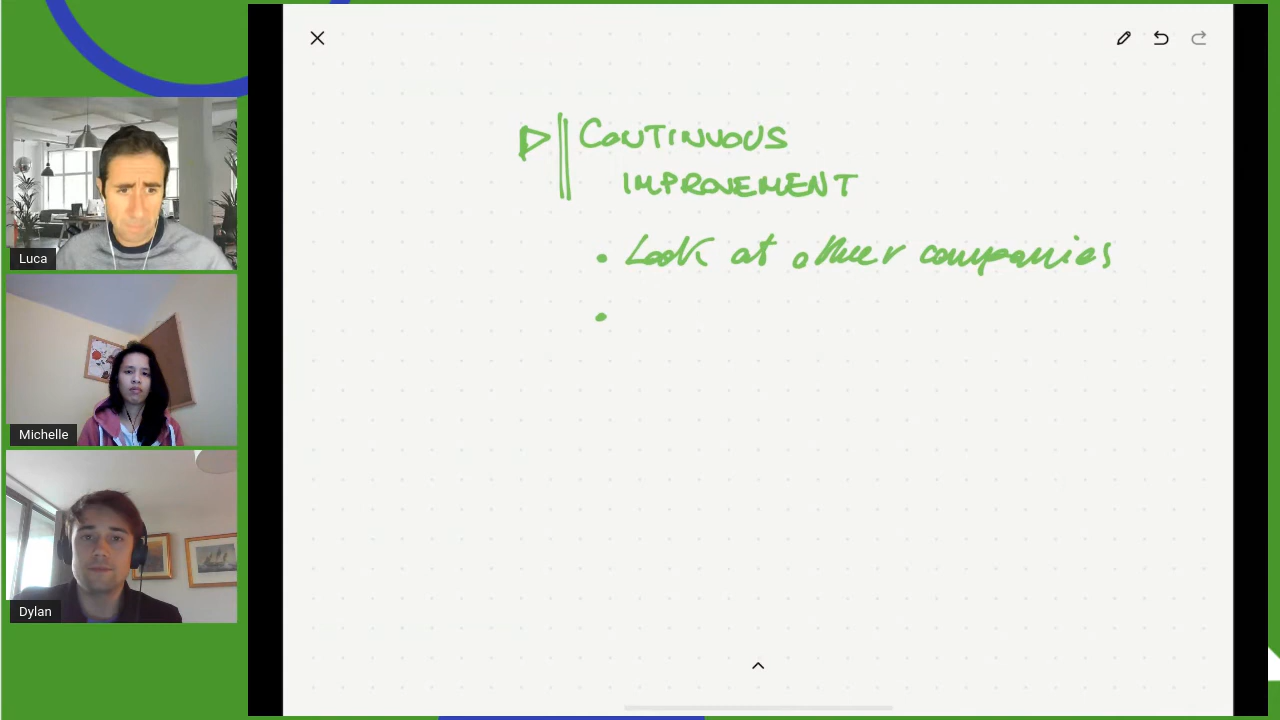 CONTINUOUS
IMPROVEMENT
• Look at other companies
•
Luca
Michelle
Dylan